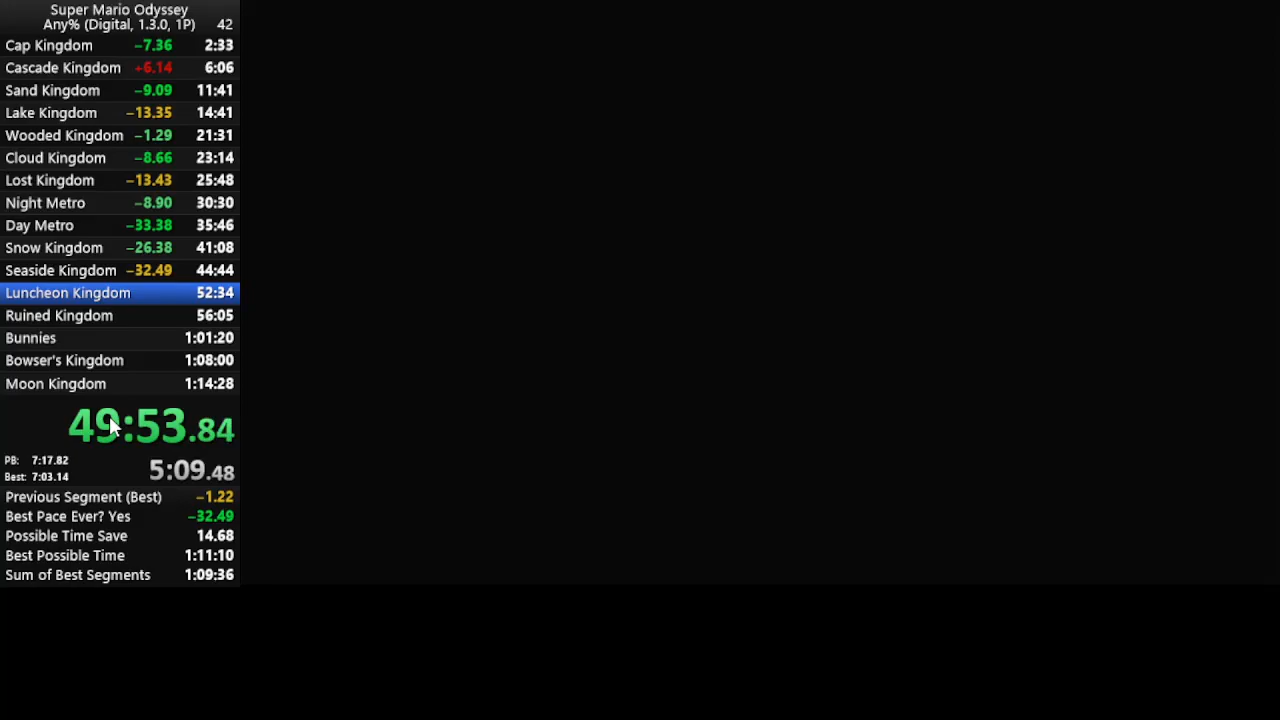 Super Mario Odyssey
Any% (Digital, 1.3.0, 1P) 42
Cap Kingdom −7.36 2:33
Cascade Kingdom +6.14 6:06
Sand Kingdom −9.09 11:41
Lake Kingdom −13.35 14:41
Wooded Kingdom −1.29 21:31
Cloud Kingdom −8.66 23:14
Lost Kingdom −13.43 25:48
Night Metro −8.90 30:30
Day Metro −33.38 35:46
Snow Kingdom −26.38 41:08
Seaside Kingdom −32.49 44:44
Luncheon Kingdom 52:34
Ruined Kingdom 56:05
Bunnies 1:01:20
Bowser's Kingdom 1:08:00
Moon Kingdom 1:14:28
49:53.84
PB: 7:17.82
Best: 7:03.14
5:09.48
Previous Segment (Best) −1.22
Best Pace Ever? Yes −32.49
Possible Time Save 14.68
Best Possible Time 1:11:10
Sum of Best Segments 1:09:36